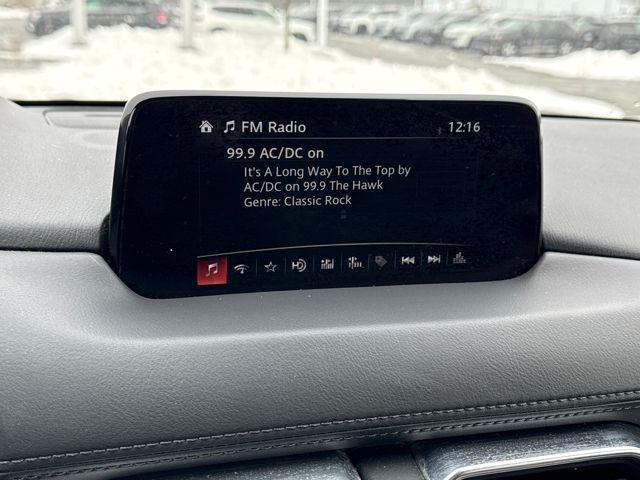 FM Radio 12:16
99.9 AC/DC on
It's A Long Way To The Top by
AC/DC on 99.9 The Hawk
Genre: Classic Rock
HD